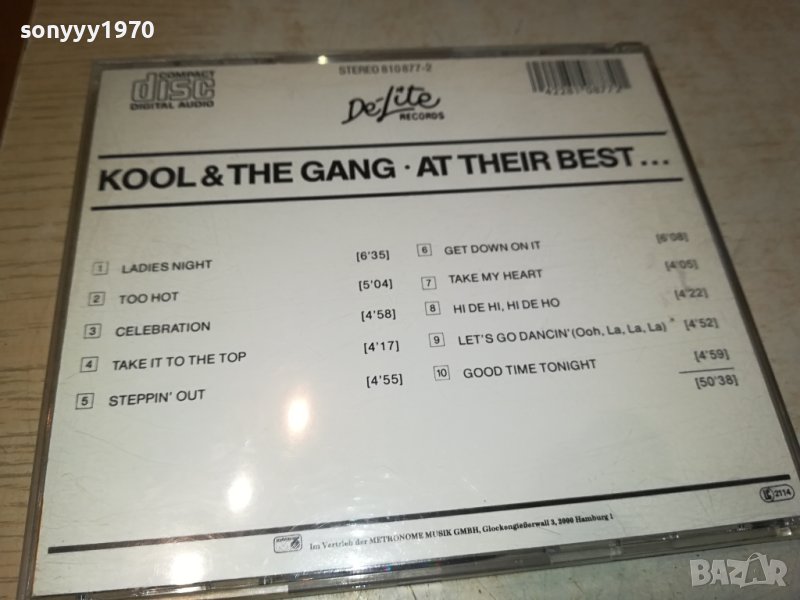 sonyyy1970
COMPACT
disc
DIGITAL AUDIO
STEREO 810 877-2
De-Lite
RECORDS
42281 08772
KOOL & THE GANG · AT THEIR BEST ...
1 LADIES NIGHT [6'35]
2 TOO HOT [5'04]
3 CELEBRATION [4'58]
4 TAKE IT TO THE TOP [4'17]
5 STEPPIN' OUT [4'55]
6 GET DOWN ON IT [6'08]
7 TAKE MY HEART [4'05]
8 HI DE HI, HI DE HO [4'22]
9 LET'S GO DANCIN' (Ooh, La, La, La) * [4'52]
10 GOOD TIME TONIGHT [4'59]
[50'38]
LC 2114
Im Vertrieb der METRONOME MUSIK GMBH, Glockengießerwall 3, 2000 Hamburg 1
BAZAR